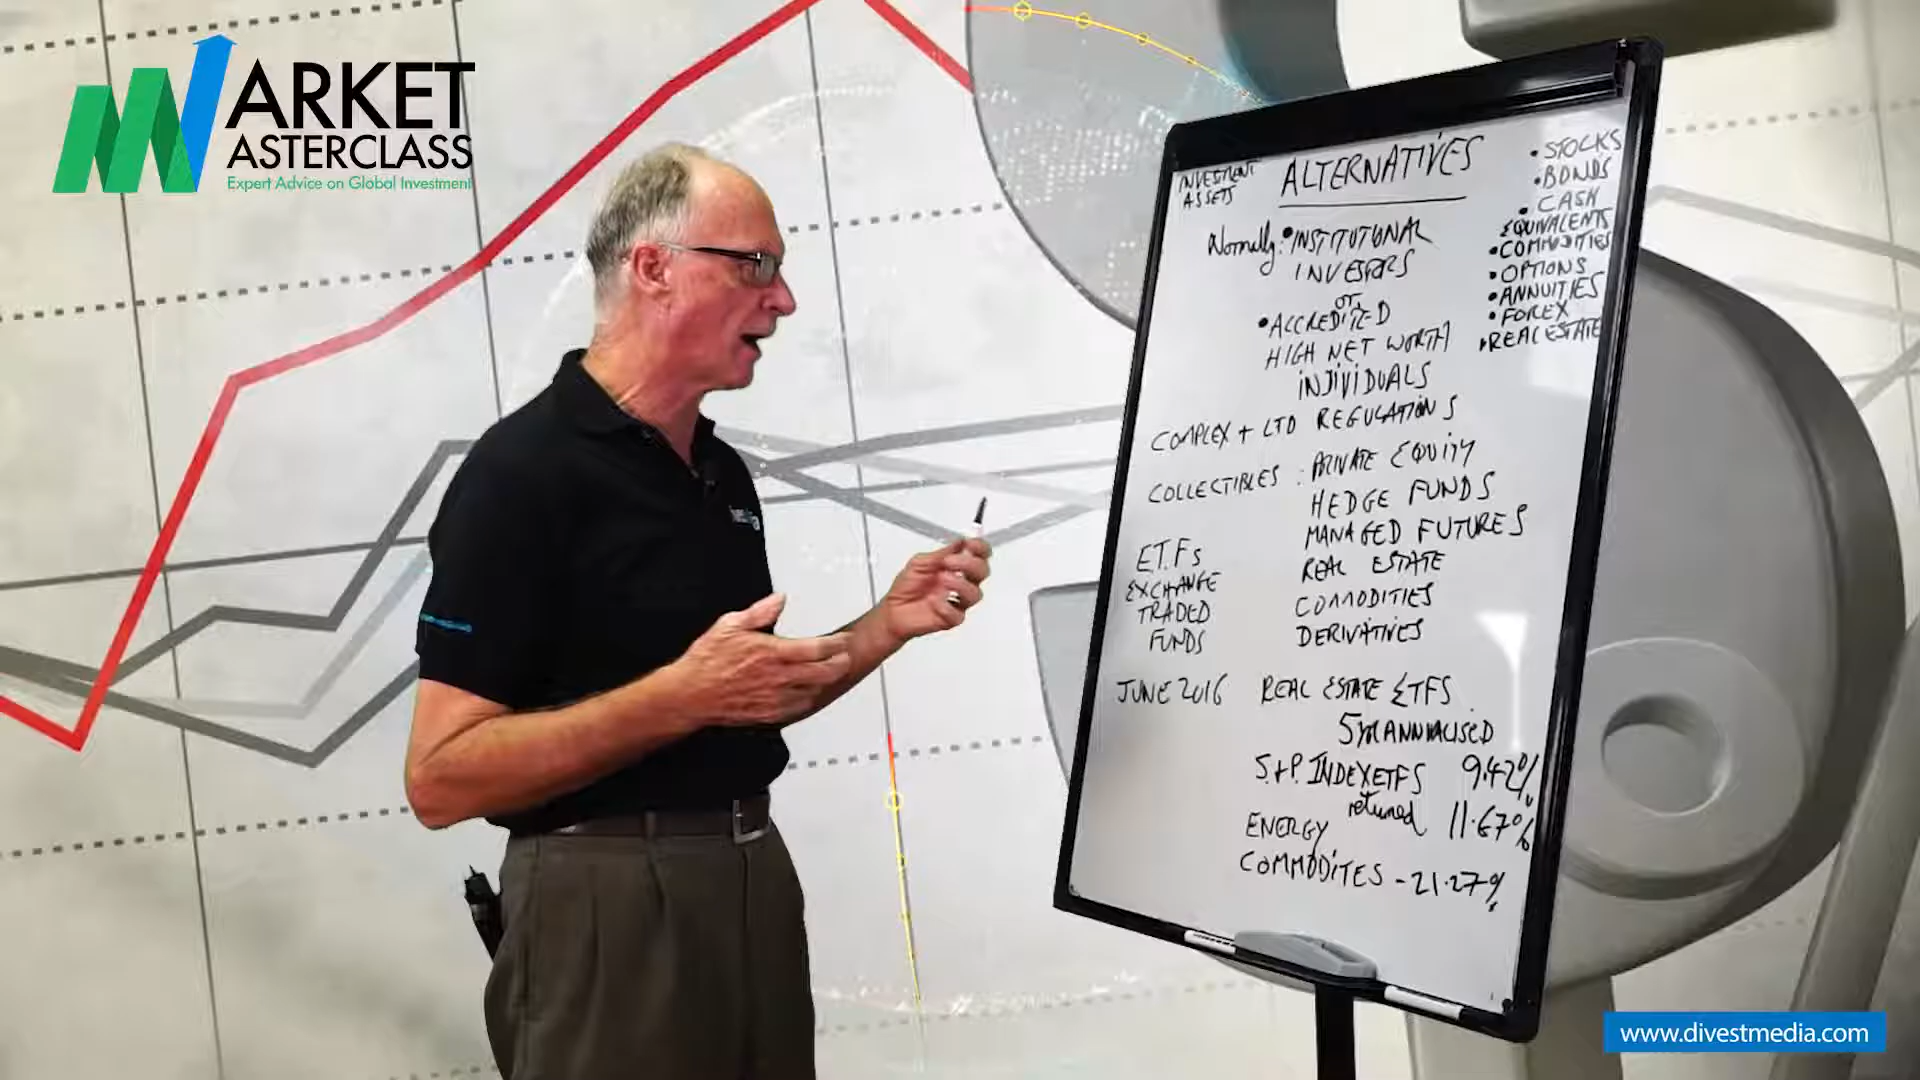 MARKET
MASTERCLASS
Expert Advice on Global Investment
INVESTMENT
ASSETS
ALTERNATIVES
Normally: • INSTITUTIONAL
INVESTORS
or
• ACCREDITED
HIGH NET WORTH
INDIVIDUALS
• STOCKS
• BONDS
• CASH
EQUIVALENTS
• COMMODITIES
• OPTIONS
• ANNUITIES
• FOREX
• REAL ESTATE
COMPLEX + LTD REGULATIONS
COLLECTIBLES : PRIVATE EQUITY
HEDGE FUNDS
MANAGED FUTURES
REAL ESTATE
COMMODITIES
DERIVATIVES
E.T.Fs
EXCHANGE
TRADED
FUNDS
JUNE 2016 REAL ESTATE ETFS
5yr ANNUALISED
9.42%
S+P. INDEX ETFS
returned 11.67%
ENERGY
COMMODITES -21.27%
www.divestmedia.com